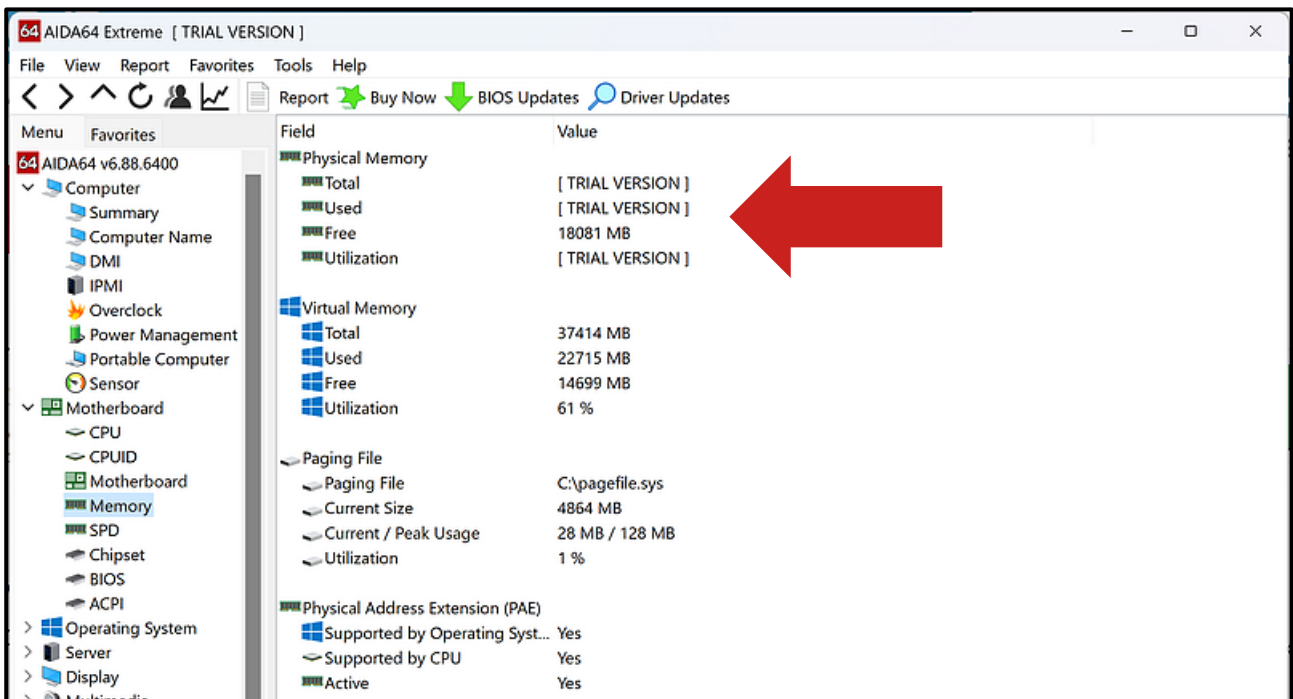 64 AIDA64 Extreme [ TRIAL VERSION ]
File View Report Favorites Tools Help
Report Buy Now BIOS Updates Driver Updates
Menu Favorites
Field Value
64 AIDA64 v6.88.6400
Computer
Summary
Computer Name
DMI
IPMI
Overclock
Power Management
Portable Computer
Sensor
Motherboard
CPU
CPUID
Motherboard
Memory
SPD
Chipset
BIOS
ACPI
Operating System
Server
Display
Multimedia
Physical Memory
Total [ TRIAL VERSION ]
Used [ TRIAL VERSION ]
Free 18081 MB
Utilization [ TRIAL VERSION ]
Virtual Memory
Total 37414 MB
Used 22715 MB
Free 14699 MB
Utilization 61 %
Paging File
Paging File C:\pagefile.sys
Current Size 4864 MB
Current / Peak Usage 28 MB / 128 MB
Utilization 1 %
Physical Address Extension (PAE)
Supported by Operating Syst... Yes
Supported by CPU Yes
Active Yes